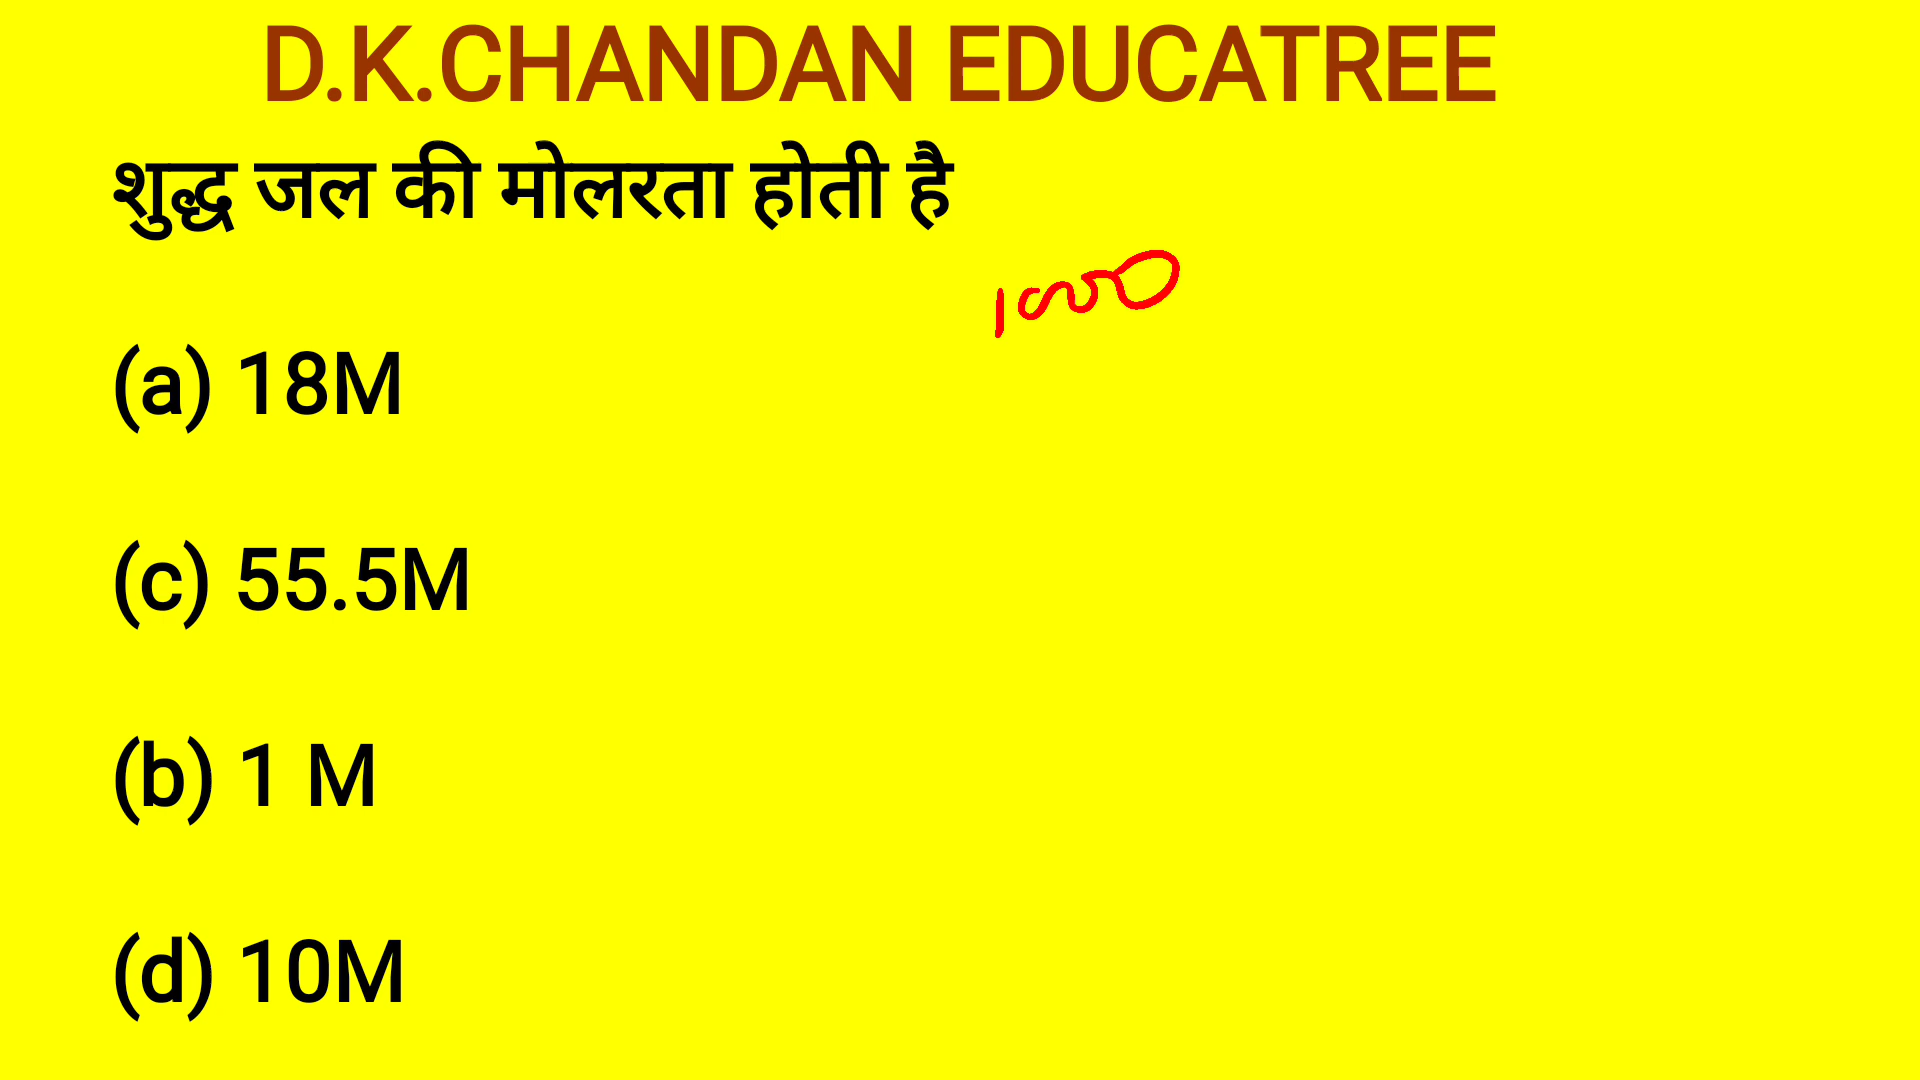 D.K.CHANDAN EDUCATREE
शुद्ध जल की मोलरता होती है
1000
(a) 18M
(c) 55.5M
(b) 1 M
(d) 10M